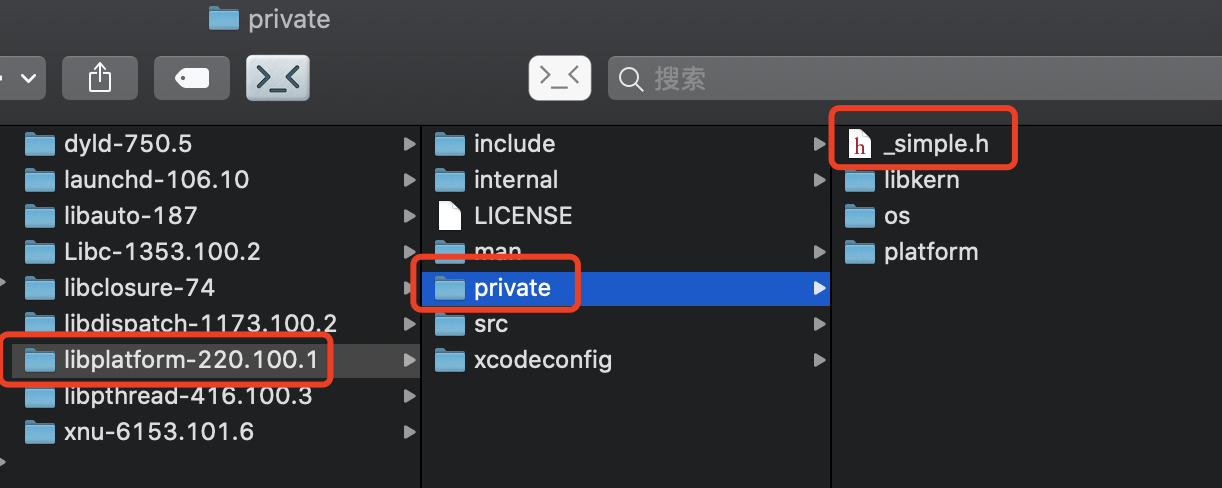 private
搜索
dyld-750.5
launchd-106.10
libauto-187
Libc-1353.100.2
libclosure-74
libdispatch-1173.100.2
libplatform-220.100.1
libpthread-416.100.3
xnu-6153.101.6
include
internal
LICENSE
man
private
src
xcodeconfig
h _simple.h
libkern
os
platform